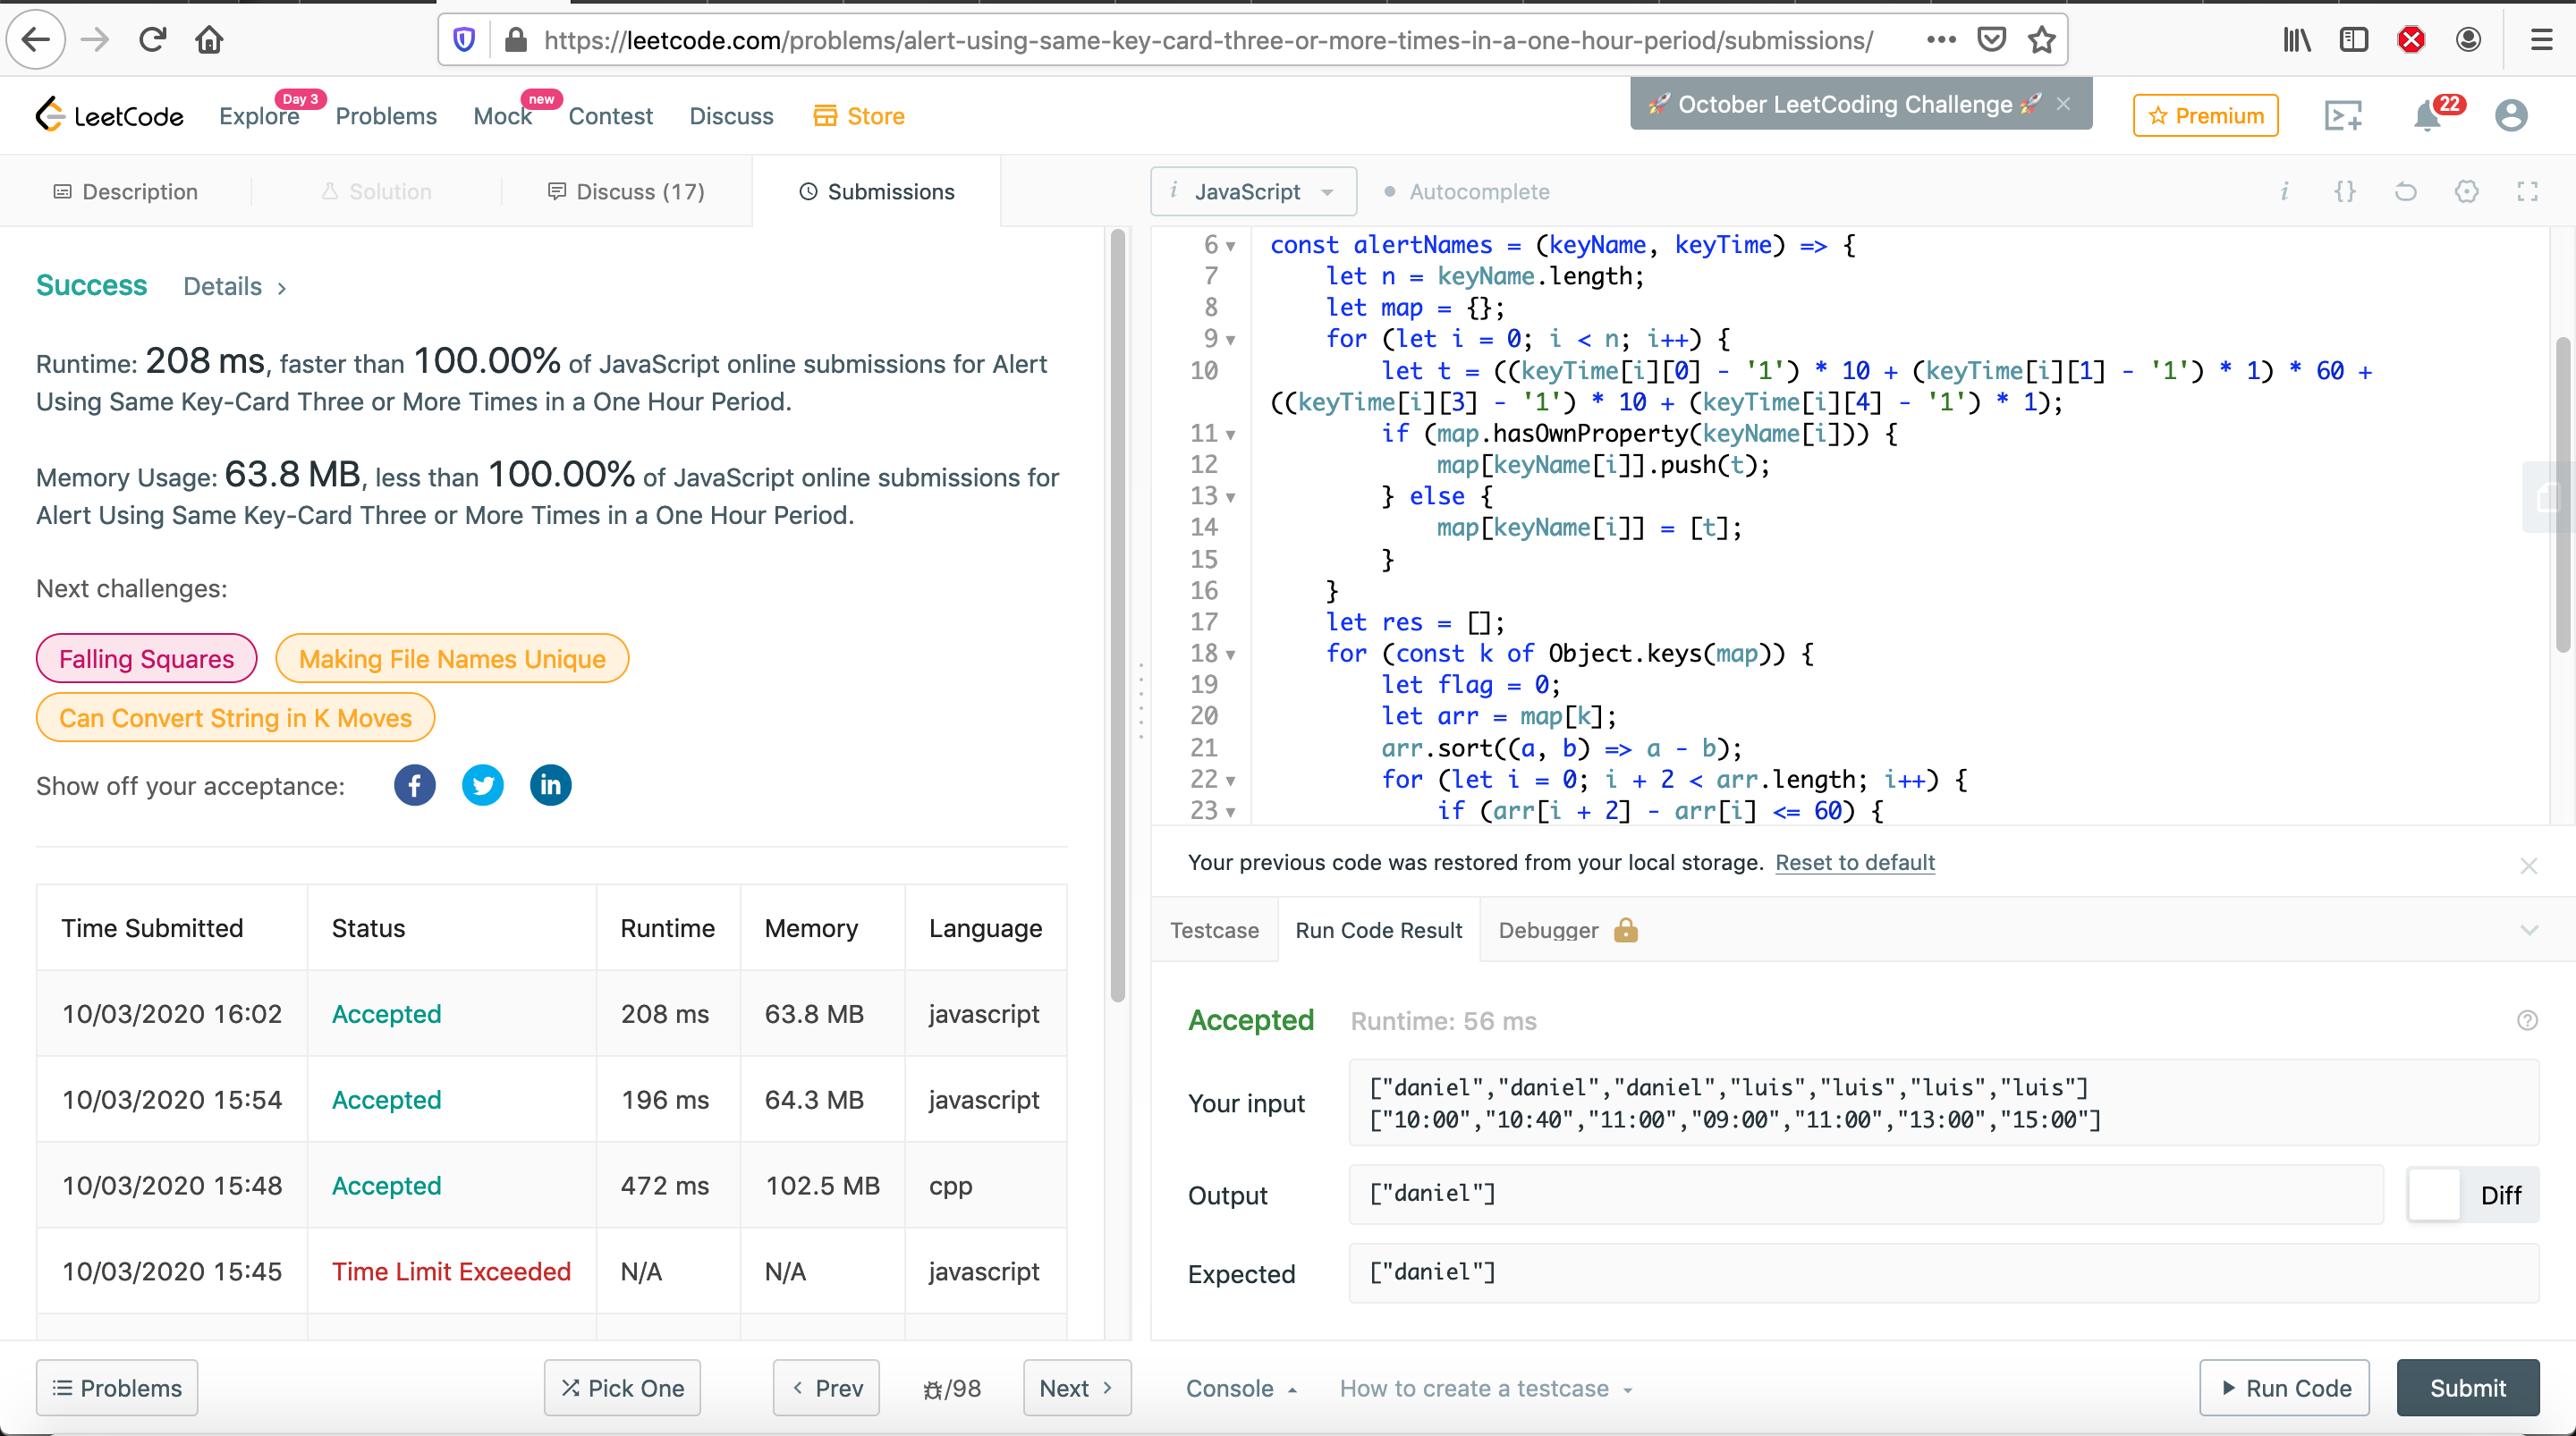 https://leetcode.com/problems/alert-using-same-key-card-three-or-more-times-in-a-one-hour-period/submissions/
LeetCode
Explore
Day 3
Problems
Mock
new
Contest
Discuss
Store
🚀 October LeetCoding Challenge 🚀 ×
Premium
22
Description
Solution
Discuss (17)
Submissions
Success Details >
Runtime: 208 ms, faster than 100.00% of JavaScript online submissions for Alert
Using Same Key-Card Three or More Times in a One Hour Period.
Memory Usage: 63.8 MB, less than 100.00% of JavaScript online submissions for
Alert Using Same Key-Card Three or More Times in a One Hour Period.
Next challenges:
Falling Squares
Making File Names Unique
Can Convert String in K Moves
Show off your acceptance:
Time Submitted Status Runtime Memory Language
10/03/2020 16:02 Accepted 208 ms 63.8 MB javascript
10/03/2020 15:54 Accepted 196 ms 64.3 MB javascript
10/03/2020 15:48 Accepted 472 ms 102.5 MB cpp
10/03/2020 15:45 Time Limit Exceeded N/A N/A javascript
Problems
Pick One
< Prev
/98
Next >
i JavaScript
Autocomplete
i {}
6 const alertNames = (keyName, keyTime) => {
7 let n = keyName.length;
8 let map = {};
9 for (let i = 0; i < n; i++) {
10 let t = ((keyTime[i][0] - '1') * 10 + (keyTime[i][1] - '1') * 1) * 60 +
((keyTime[i][3] - '1') * 10 + (keyTime[i][4] - '1') * 1);
11 if (map.hasOwnProperty(keyName[i])) {
12 map[keyName[i]].push(t);
13 } else {
14 map[keyName[i]] = [t];
15 }
16 }
17 let res = [];
18 for (const k of Object.keys(map)) {
19 let flag = 0;
20 let arr = map[k];
21 arr.sort((a, b) => a - b);
22 for (let i = 0; i + 2 < arr.length; i++) {
23 if (arr[i + 2] - arr[i] <= 60) {
Your previous code was restored from your local storage. Reset to default
Testcase
Run Code Result
Debugger
Accepted Runtime: 56 ms
Your input
["daniel","daniel","daniel","luis","luis","luis","luis"]
["10:00","10:40","11:00","09:00","11:00","13:00","15:00"]
Output
["daniel"]
Diff
Expected
["daniel"]
Console
How to create a testcase
Run Code
Submit